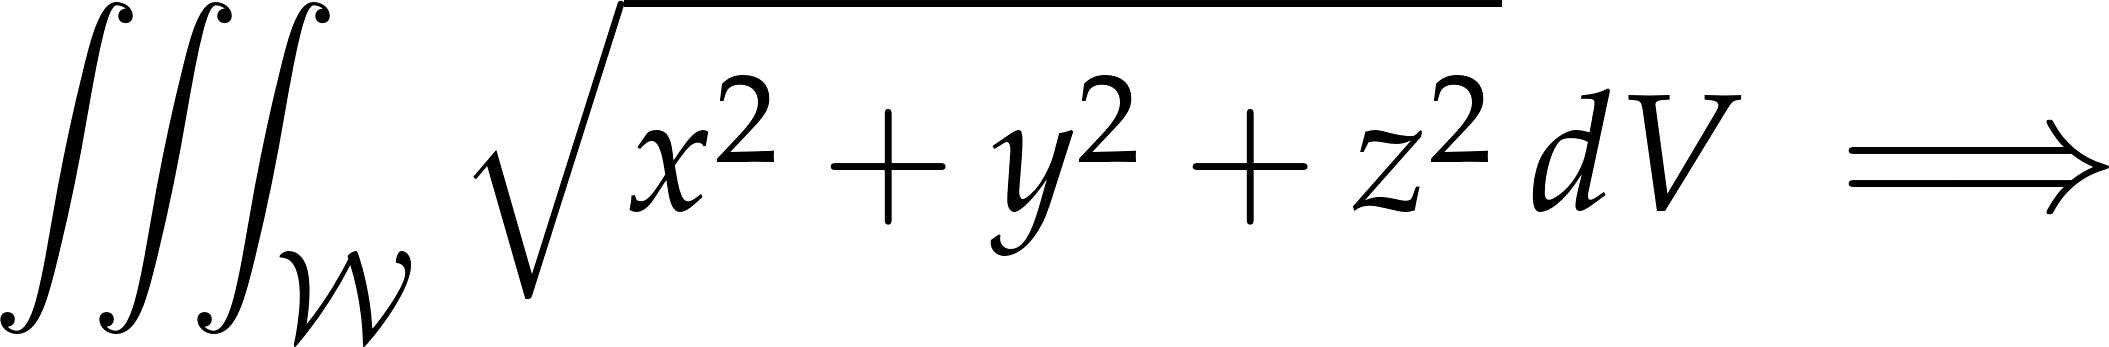 ∭_𝒲 √(x² + y² + z²) dV ⟹